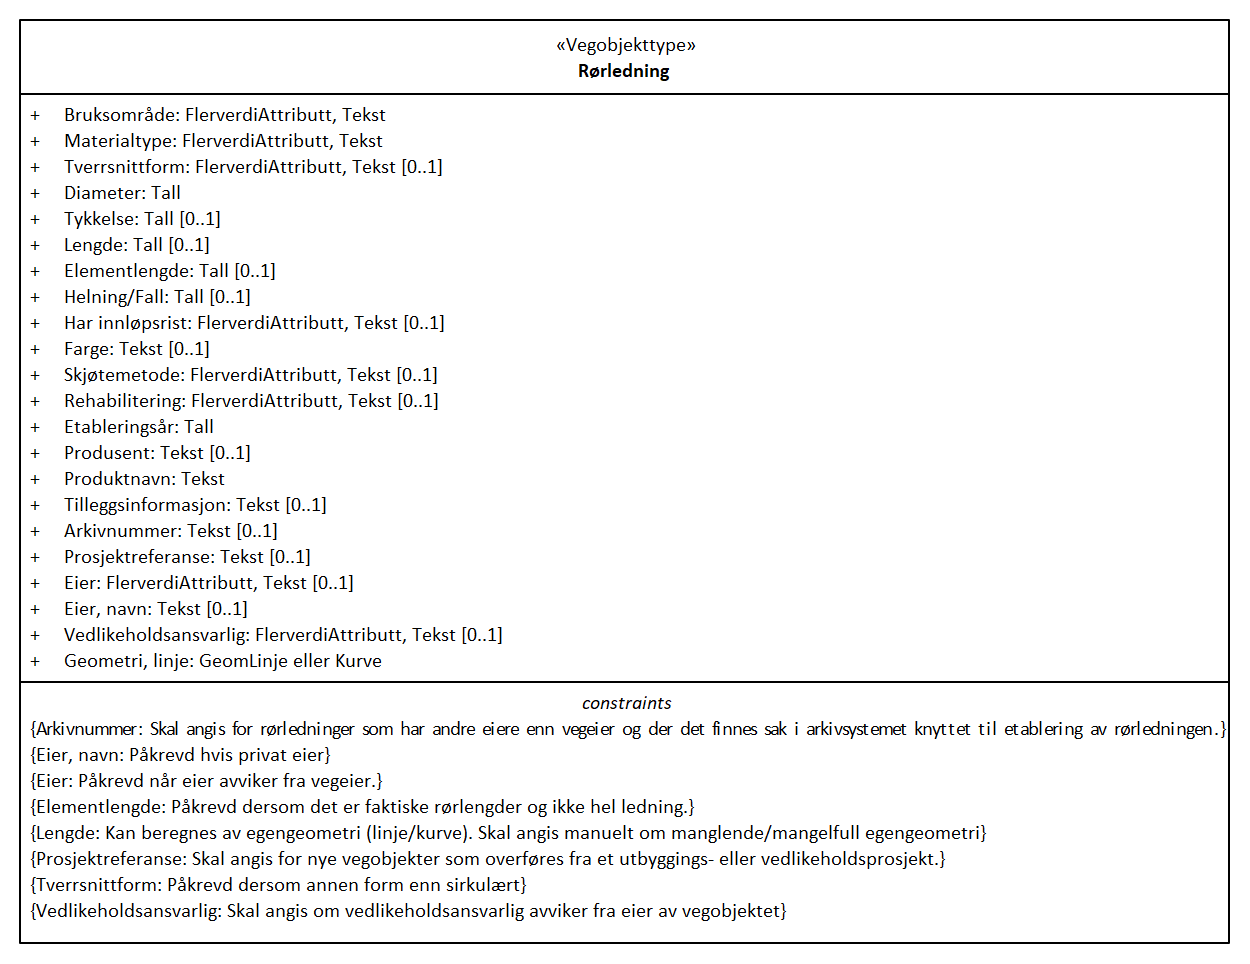 «Vegobjekttype»
Rørledning
+ Bruksområde: FlerverdiAttributt, Tekst
+ Materialtype: FlerverdiAttributt, Tekst
+ Tverrsnittform: FlerverdiAttributt, Tekst [0..1]
+ Diameter: Tall
+ Tykkelse: Tall [0..1]
+ Lengde: Tall [0..1]
+ Elementlengde: Tall [0..1]
+ Helning/Fall: Tall [0..1]
+ Har innløpsrist: FlerverdiAttributt, Tekst [0..1]
+ Farge: Tekst [0..1]
+ Skjøtemetode: FlerverdiAttributt, Tekst [0..1]
+ Rehabilitering: FlerverdiAttributt, Tekst [0..1]
+ Etableringsår: Tall
+ Produsent: Tekst [0..1]
+ Produktnavn: Tekst
+ Tilleggsinformasjon: Tekst [0..1]
+ Arkivnummer: Tekst [0..1]
+ Prosjektreferanse: Tekst [0..1]
+ Eier: FlerverdiAttributt, Tekst [0..1]
+ Eier, navn: Tekst [0..1]
+ Vedlikeholdsansvarlig: FlerverdiAttributt, Tekst [0..1]
+ Geometri, linje: GeomLinje eller Kurve
constraints
{Arkivnummer: Skal angis for rørledninger som har andre eiere enn vegeier og der det finnes sak i arkivsystemet knyttet til etablering av rørledningen.}
{Eier, navn: Påkrevd hvis privat eier}
{Eier: Påkrevd når eier avviker fra vegeier.}
{Elementlengde: Påkrevd dersom det er faktiske rørlengder og ikke hel ledning.}
{Lengde: Kan beregnes av egengeometri (linje/kurve). Skal angis manuelt om manglende/mangelfull egengeometri}
{Prosjektreferanse: Skal angis for nye vegobjekter som overføres fra et utbyggings- eller vedlikeholdsprosjekt.}
{Tverrsnittform: Påkrevd dersom annen form enn sirkulært}
{Vedlikeholdsansvarlig: Skal angis om vedlikeholdsansvarlig avviker fra eier av vegobjektet}